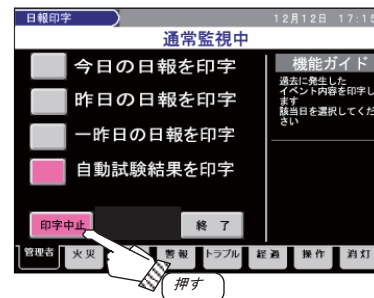 日報印字
12月12日 17:15
通常監視中
今日の日報を印字
昨日の日報を印字
一昨日の日報を印字
自動試験結果を印字
機能ガイド
過去に発生した
イベント内容を印字し
ます
該当日を選択してくだ
さい
印字中止
終 了
管理者 火災 警報 トラブル 経過 操作 消灯
押す